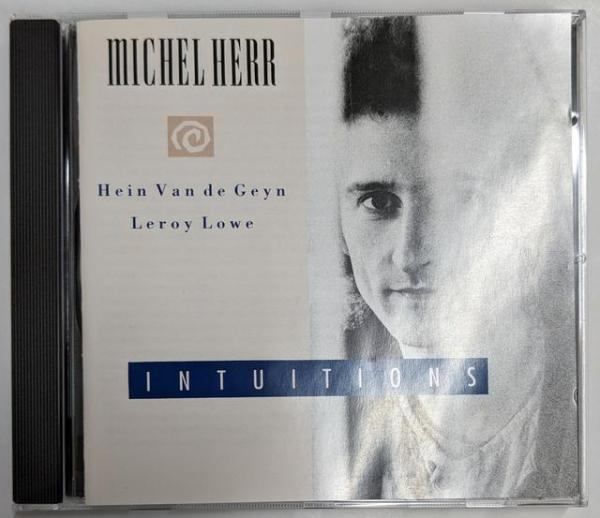 MICHEL HERR
Hein Van de Geyn
Leroy Lowe
INTUITIONS